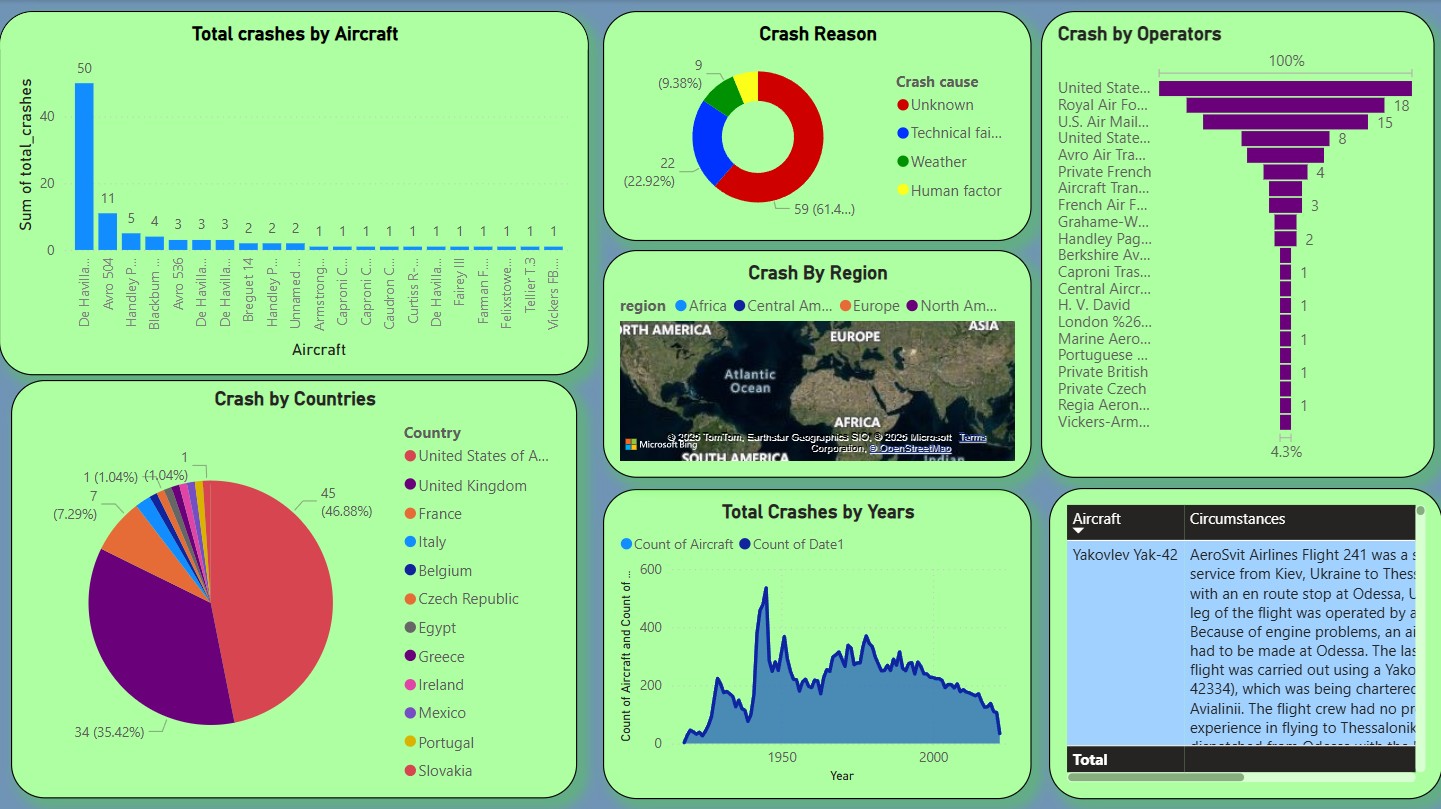 Total crashes by Aircraft
Sum of total_crashes
40
20
0
50
11
5
4
3
3
3
2
2
2
1
1
1
1
1
1
1
1
1
1
1
De Havilla...
Avro 504
Handley P...
Blackburn ...
Avro 536
De Havilla...
De Havilla...
Breguet 14
Handley P...
Unnamed ...
Armstrong...
Caproni C...
Caproni C...
Caudron C...
Curtiss R-...
De Havilla...
Fairey III
Farman F....
Felixstowe...
Tellier T.3
Vickers FB....
Aircraft
Crash Reason
9
(9.38%)
22
(22.92%)
59 (61.4...)
Crash cause
Unknown
Technical fai...
Weather
Human factor
Crash by Operators
100%
United State...
Royal Air Fo...
18
U.S. Air Mail...
15
United State...
8
Avro Air Tra...
Private French
4
Aircraft Tran...
French Air F...
3
Grahame-W...
Handley Pag...
2
Berkshire Av...
Caproni Tras...
1
Central Aircr...
H. V. David
1
London %26...
Marine Aero...
1
Portuguese ...
Private British
1
Private Czech
Regia Aeron...
1
Vickers-Arm...
4.3%
Crash By Region
region Africa Central Am... Europe North Am...
ORTH AMERICA
ASIA
EUROPE
Atlantic
Ocean
AFRICA
Microsoft Bing
© 2025 TomTom, Earthstar Geographics SIO, © 2025 Microsoft Terms
Corporation, © OpenStreetMap
SOUTH AMERICA
Indian
Crash by Countries
1
1 (1.04%)
(1.04%)
7
(7.29%)
45
(46.88%)
34 (35.42%)
Country
United States of A...
United Kingdom
France
Italy
Belgium
Czech Republic
Egypt
Greece
Ireland
Mexico
Portugal
Slovakia
Total Crashes by Years
Count of Aircraft Count of Date1
Count of Aircraft and Count of ...
600
400
200
0
1950
2000
Year
Aircraft Circumstances
Yakovlev Yak-42 AeroSvit Airlines Flight 241 was a s
service from Kiev, Ukraine to Thess
with an en route stop at Odessa, U
leg of the flight was operated by a
Because of engine problems, an ai
had to be made at Odessa. The las
flight was carried out using a Yako
42334), which was being chartered
Avialinii. The flight crew had no pr
experience in flying to Thessalonik
dispatched from Odessa with the
Total